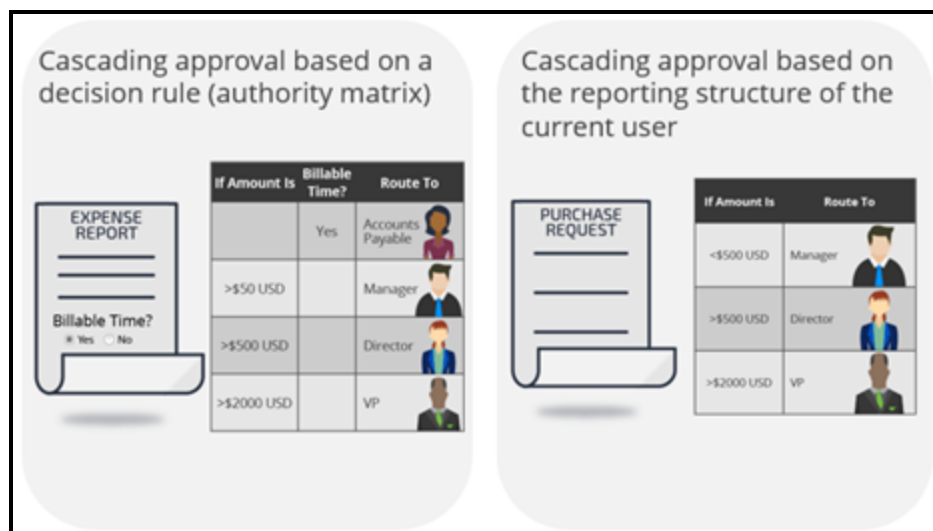 Cascading approval based on a
decision rule (authority matrix)
EXPENSE
REPORT
Billable Time?
Yes No
If Amount Is Billable Time? Route To
Yes Accounts Payable
>$50 USD Manager
>$500 USD Director
>$2000 USD VP
Cascading approval based on
the reporting structure of the
current user
PURCHASE
REQUEST
If Amount Is Route To
<$500 USD Manager
>$500 USD Director
>$2000 USD VP